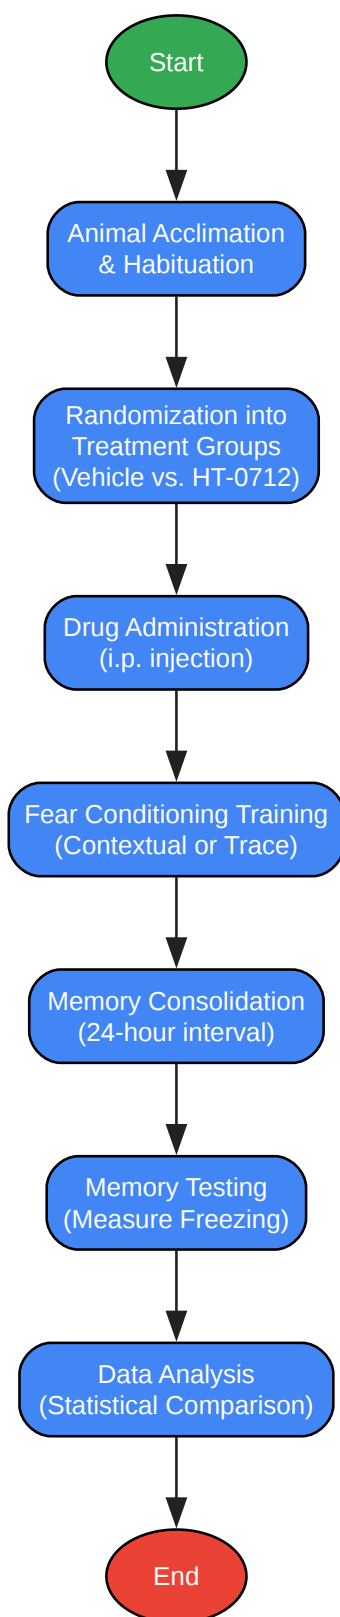 Start
Animal Acclimation
& Habituation
Randomization into
Treatment Groups
(Vehicle vs. HT-0712)
Drug Administration
(i.p. injection)
Fear Conditioning Training
(Contextual or Trace)
Memory Consolidation
(24-hour interval)
Memory Testing
(Measure Freezing)
Data Analysis
(Statistical Comparison)
End